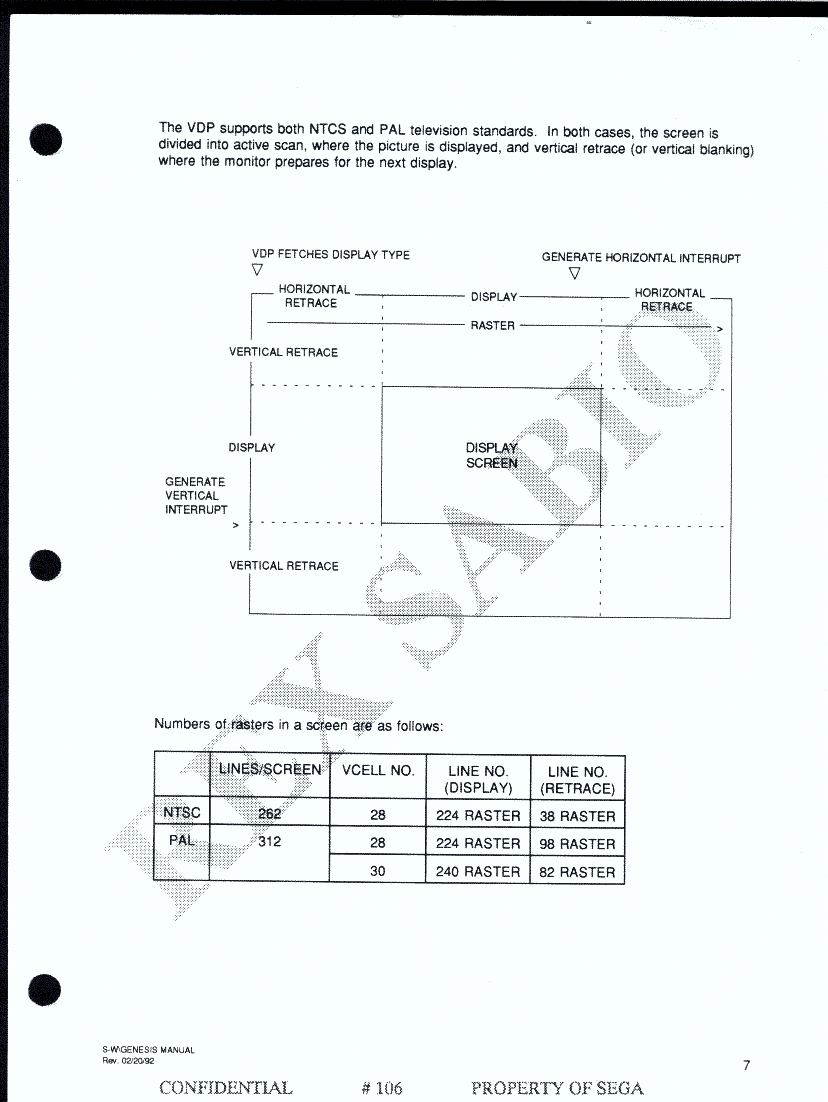 The VDP supports both NTCS and PAL television standards. In both cases, the screen is
divided into active scan, where the picture is displayed, and vertical retrace (or vertical blanking)
where the monitor prepares for the next display.
VDP FETCHES DISPLAY TYPE
GENERATE HORIZONTAL INTERRUPT
HORIZONTAL
RETRACE
DISPLAY
HORIZONTAL
RETRACE
RASTER
>
VERTICAL RETRACE
DISPLAY
DISPLAY
SCREEN
GENERATE
VERTICAL
INTERRUPT
>
VERTICAL RETRACE
Numbers of rasters in a screen are as follows:
LINES/SCREEN VCELL NO. LINE NO. (DISPLAY) LINE NO. (RETRACE)
NTSC 262 28 224 RASTER 38 RASTER
PAL 312 28 224 RASTER 98 RASTER
30 240 RASTER 82 RASTER
S-W\GENESIS MANUAL
Rev. 02/20/92
7
CONFIDENTIAL # 106 PROPERTY OF SEGA